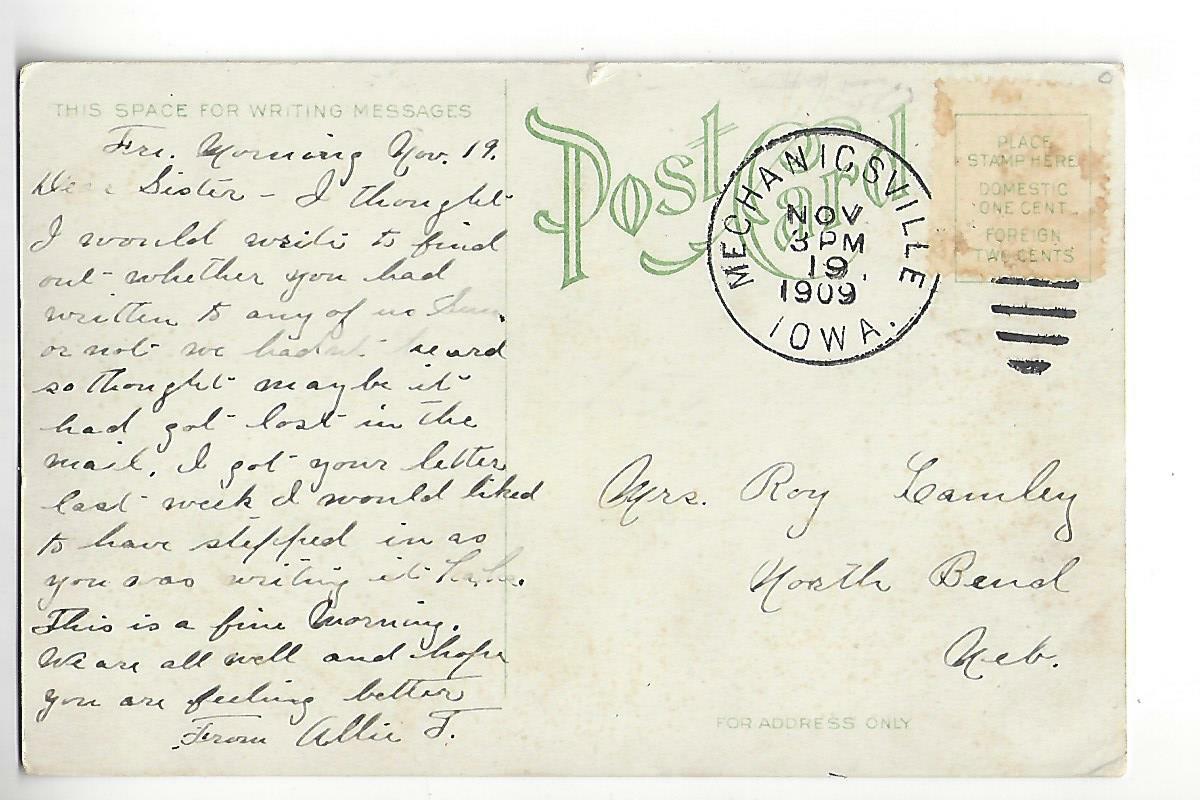 THIS SPACE FOR WRITING MESSAGES
Fri. Morning Nov. 19.
Dear Sister - I thought
I would write to find
out whether you had
written to any of us
or not we hadn't heard
so thought maybe it
had got lost in the
mail. I got your letter
last week I would liked
to have stepped in as
you was writing it
This is a fine Morning.
We are all well and hope
you are feeling better
From Allie F.
Post Card
MECHANICSVILLE
NOV
3 PM
19.
1909
IOWA.
PLACE
STAMP HERE
DOMESTIC
ONE CENT
FOREIGN
TWO CENTS
Mrs. Roy Lamley
North Bend
Neb.
FOR ADDRESS ONLY